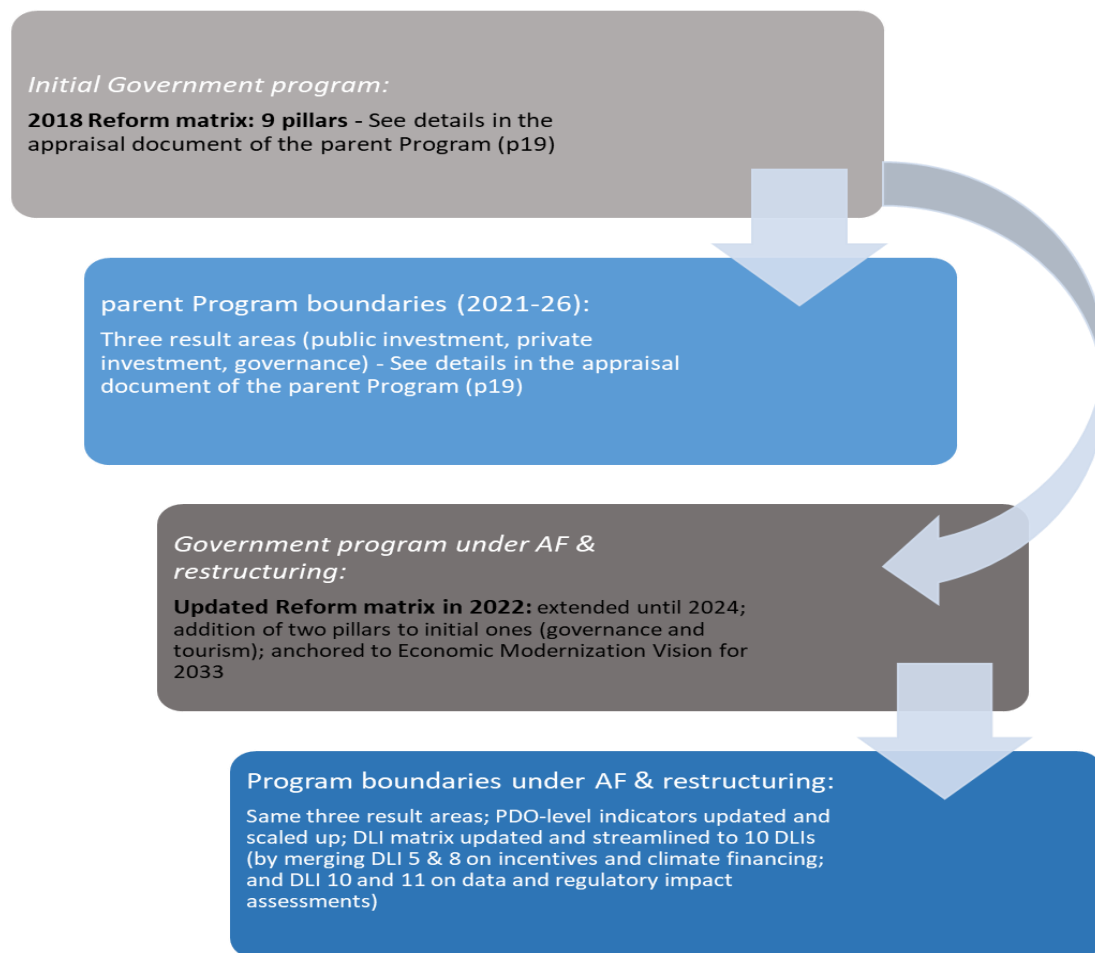 Initial Government program:
2018 Reform matrix: 9 pillars - See details in the
appraisal document of the parent Program (p19)
parent Program boundaries (2021-26):
Three result areas (public investment, private
investment, governance) - See details in the appraisal
document of the parent Program (p19)
Government program under AF &
restructuring:
Updated Reform matrix in 2022: extended until 2024;
addition of two pillars to initial ones (governance and
tourism); anchored to Economic Modernization Vision for
2033
Program boundaries under AF & restructuring:
Same three result areas; PDO-level indicators updated and
scaled up; DLI matrix updated and streamlined to 10 DLIs
(by merging DLI 5 & 8 on incentives and climate financing;
and DLI 10 and 11 on data and regulatory impact
assessments)